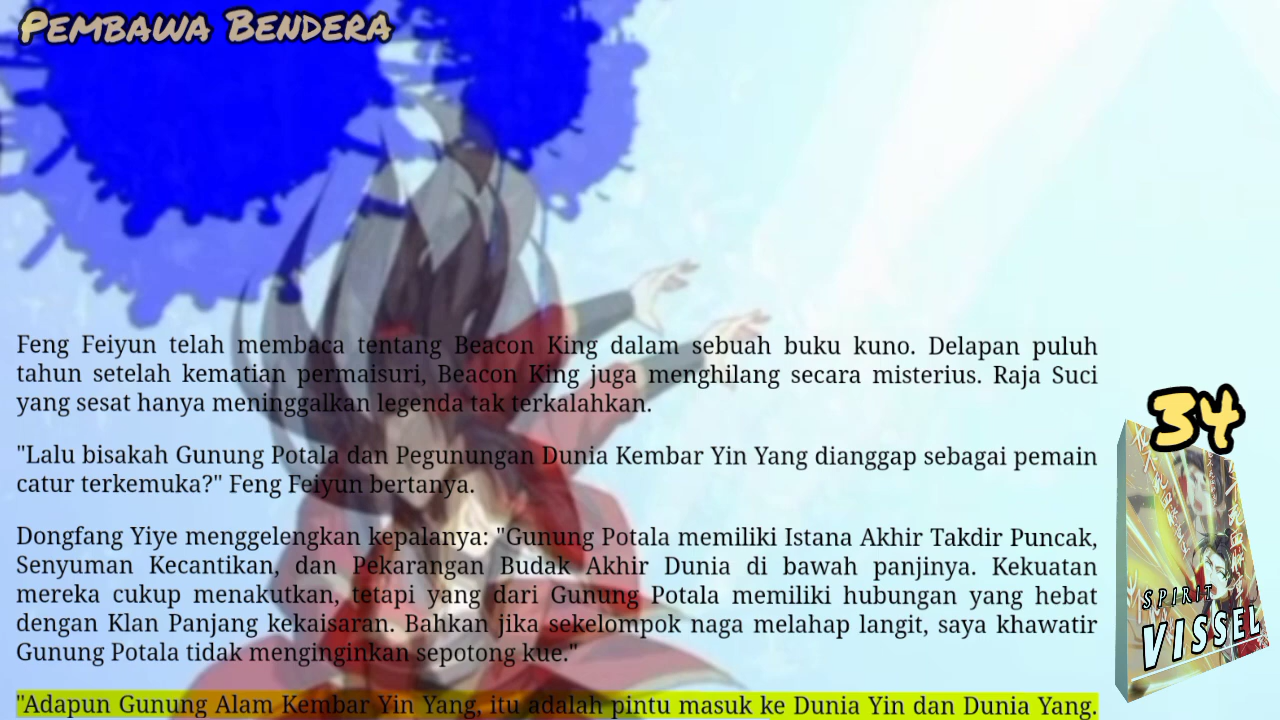 PEMBAWA BENDERA
Feng Feiyun telah membaca tentang Beacon King dalam sebuah buku kuno. Delapan puluh
tahun setelah kematian permaisuri, Beacon King juga menghilang secara misterius. Raja Suci
yang sesat hanya meninggalkan legenda tak terkalahkan.
"Lalu bisakah Gunung Potala dan Pegunungan Dunia Kembar Yin Yang dianggap sebagai pemain
catur terkemuka?" Feng Feiyun bertanya.
Dongfang Yiye menggelengkan kepalanya: "Gunung Potala memiliki Istana Akhir Takdir Puncak,
Senyuman Kecantikan, dan Pekarangan Budak Akhir Dunia di bawah panjinya. Kekuatan
mereka cukup menakutkan, tetapi yang dari Gunung Potala memiliki hubungan yang hebat
dengan Klan Panjang kekaisaran. Bahkan jika sekelompok naga melahap langit, saya khawatir
Gunung Potala tidak menginginkan sepotong kue."
"Adapun Gunung Alam Kembar Yin Yang, itu adalah pintu masuk ke Dunia Yin dan Dunia Yang.
34
SPIRIT
VISSEL